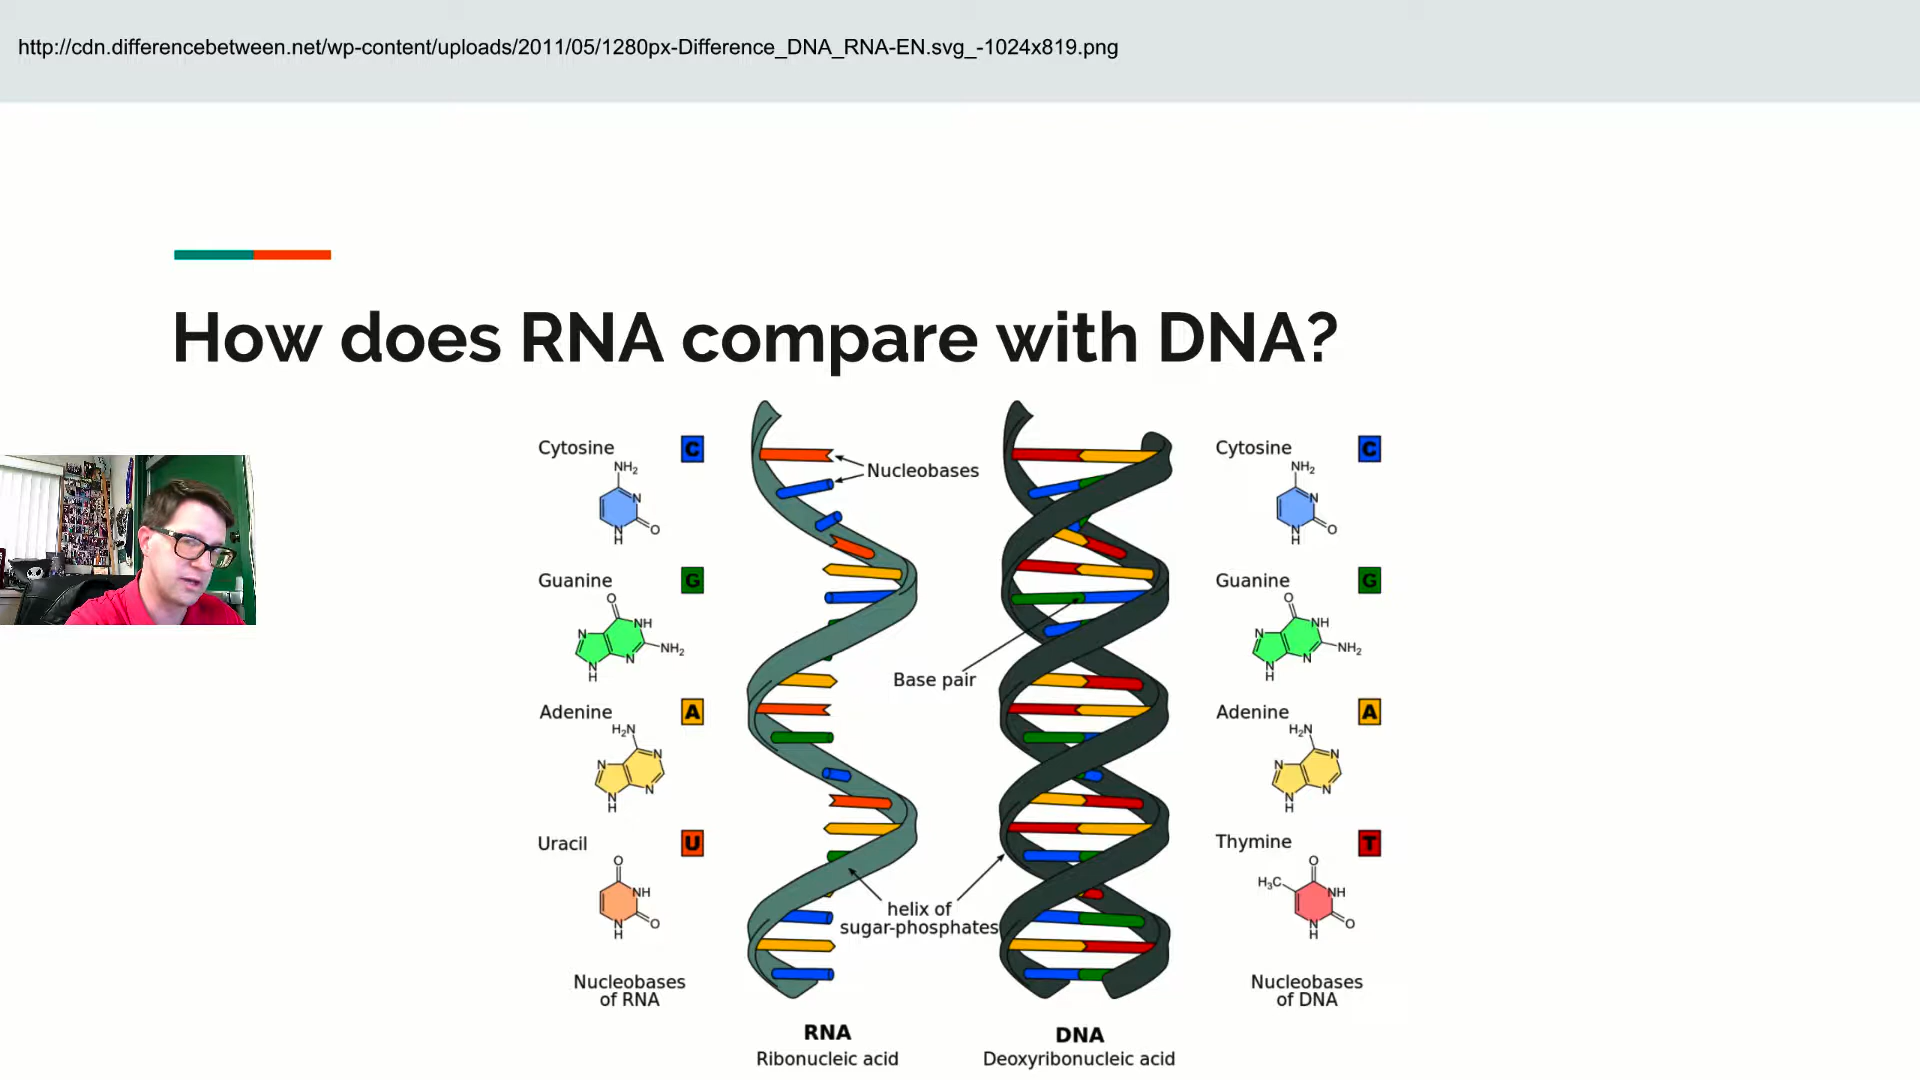 http://cdn.differencebetween.net/wp-content/uploads/2011/05/1280px-Difference_DNA_RNA-EN.svg_-1024x819.png
How does RNA compare with DNA?
Cytosine
C
NH₂
N
N
H
O
Guanine
G
O
N
NH
N
H
N
NH₂
Adenine
A
H₂N
N
N
N
H
N
Uracil
U
O
NH
N
H
O
Nucleobases
of RNA
Nucleobases
Base pair
helix of
sugar-phosphates
RNA
Ribonucleic acid
DNA
Deoxyribonucleic acid
Cytosine
C
NH₂
N
N
H
O
Guanine
G
O
N
NH
N
H
N
NH₂
Adenine
A
H₂N
N
N
N
H
N
Thymine
T
O
H₃C
NH
N
H
O
Nucleobases
of DNA